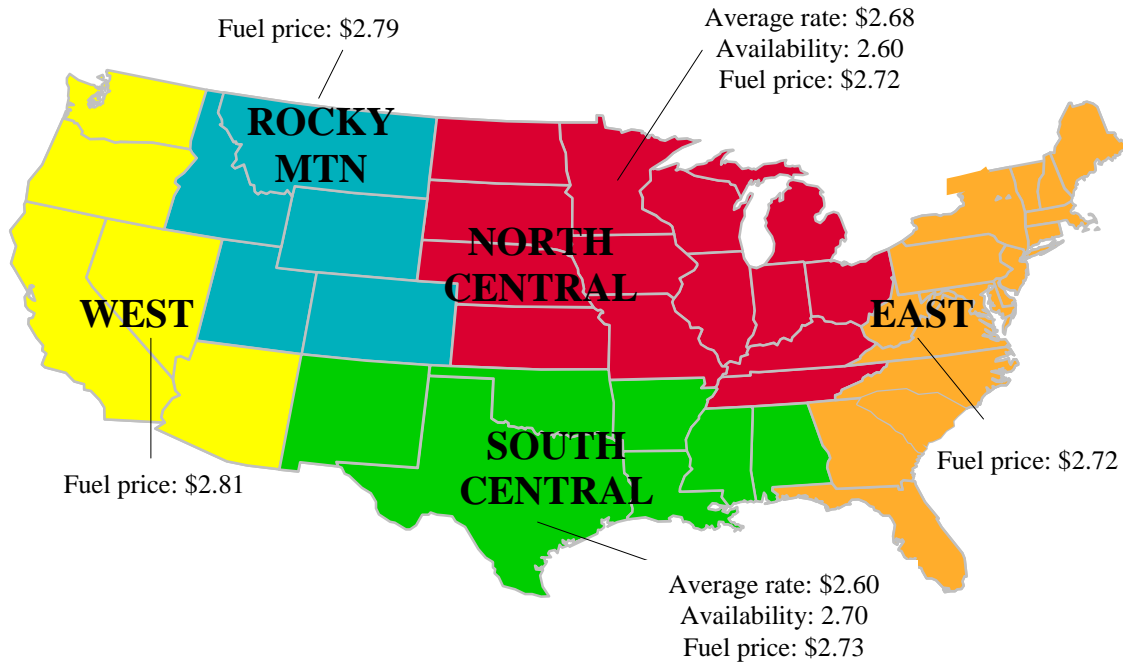 Fuel price: $2.79
Average rate: $2.68
Availability: 2.60
Fuel price: $2.72
ROCKY
MTN
NORTH
CENTRAL
WEST
EAST
SOUTH
CENTRAL
Fuel price: $2.81
Fuel price: $2.72
Average rate: $2.60
Availability: 2.70
Fuel price: $2.73